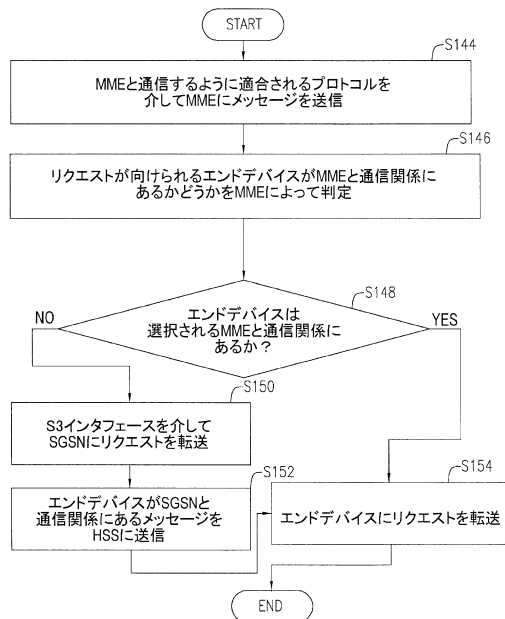 START
S144
MMEと通信するように適合されるプロトコルを
介してMMEにメッセージを送信
S146
リクエストが向けられるエンドデバイスがMMEと通信関係に
あるかどうかをMMEによって判定
S148
エンドデバイスは
選択されるMMEと通信関係に
あるか？
NO
YES
S150
S3インタフェースを介して
SGSNにリクエストを転送
S152
エンドデバイスがSGSNと
通信関係にあるメッセージを
HSSに送信
S154
エンドデバイスにリクエストを転送
END